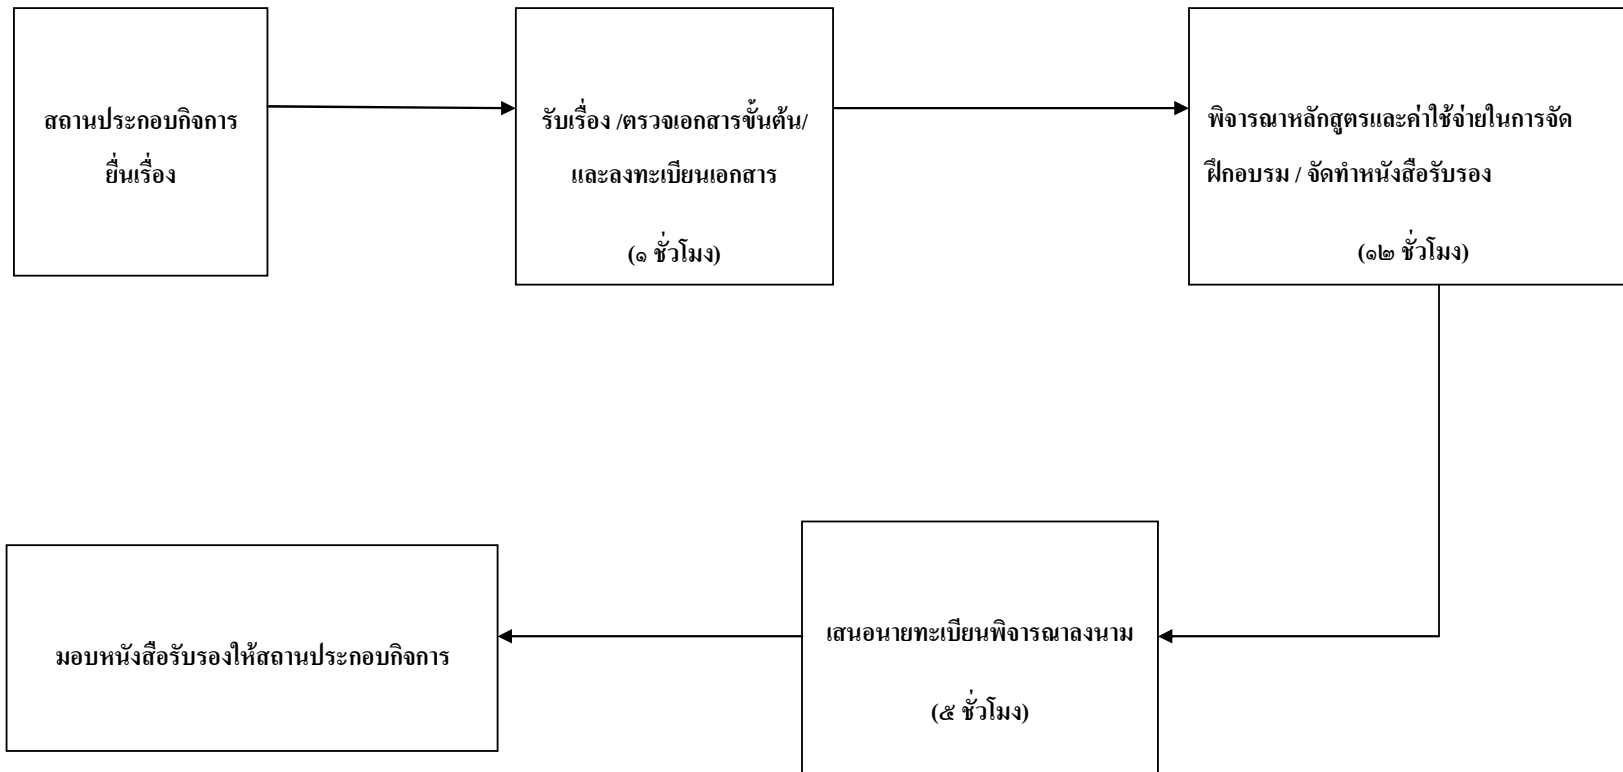 สถานประกอบกิจการ
ยื่นเรื่อง
รับเรื่อง /ตรวจเอกสารขั้นต้น/
และลงทะเบียนเอกสาร
(๑ ชั่วโมง)
พิจารณาหลักสูตรและค่าใช้จ่ายในการจัด
ฝึกอบรม / จัดทำหนังสือรับรอง
(๑๒ ชั่วโมง)
เสนอนายทะเบียนพิจารณาลงนาม
(๕ ชั่วโมง)
มอบหนังสือรับรองให้สถานประกอบกิจการ